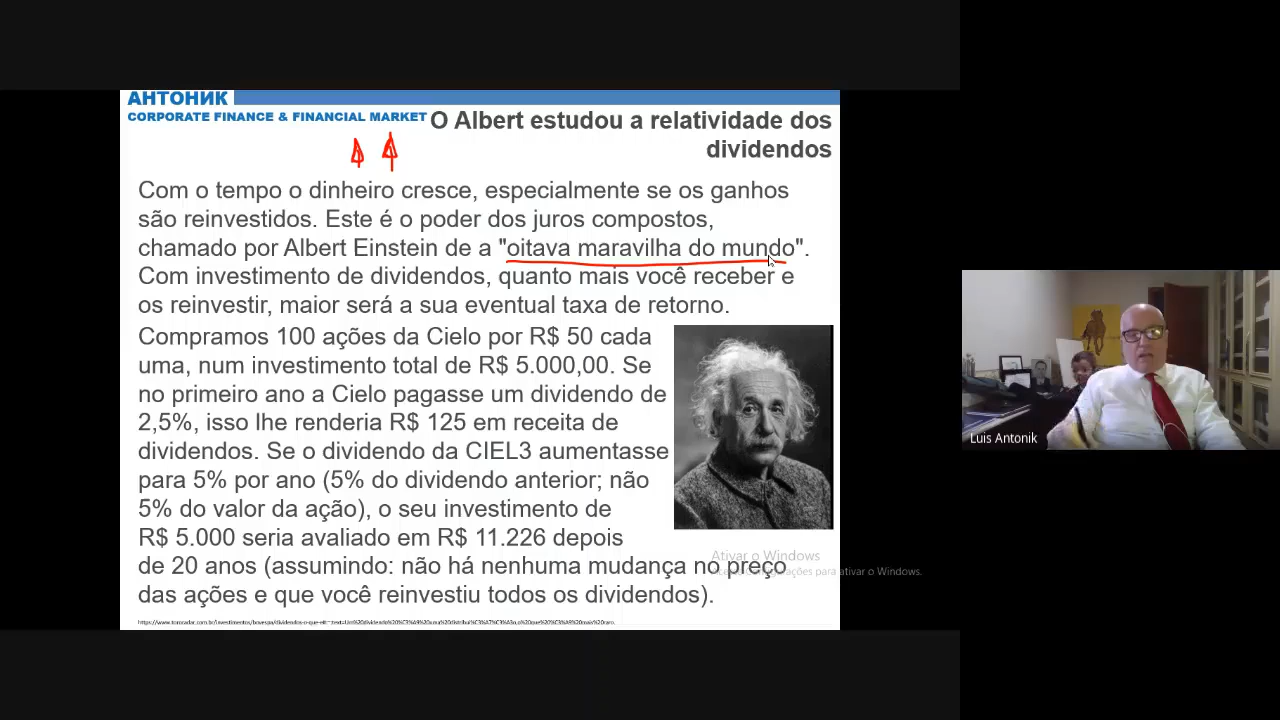 АНТОНИК
CORPORATE FINANCE & FINANCIAL MARKET
O Albert estudou a relatividade dos
dividendos
Com o tempo o dinheiro cresce, especialmente se os ganhos
são reinvestidos. Este é o poder dos juros compostos,
chamado por Albert Einstein de a "oitava maravilha do mundo".
Com investimento de dividendos, quanto mais você receber e
os reinvestir, maior será a sua eventual taxa de retorno.
Compramos 100 ações da Cielo por R$ 50 cada
uma, num investimento total de R$ 5.000,00. Se
no primeiro ano a Cielo pagasse um dividendo de
2,5%, isso lhe renderia R$ 125 em receita de
dividendos. Se o dividendo da CIEL3 aumentasse
para 5% por ano (5% do dividendo anterior; não
5% do valor da ação), o seu investimento de
R$ 5.000 seria avaliado em R$ 11.226 depois
de 20 anos (assumindo: não há nenhuma mudança no preço
das ações e que você reinvestiu todos os dividendos).
Ativar o Windows
configurações para ativar o Windows.
Luis Antonik